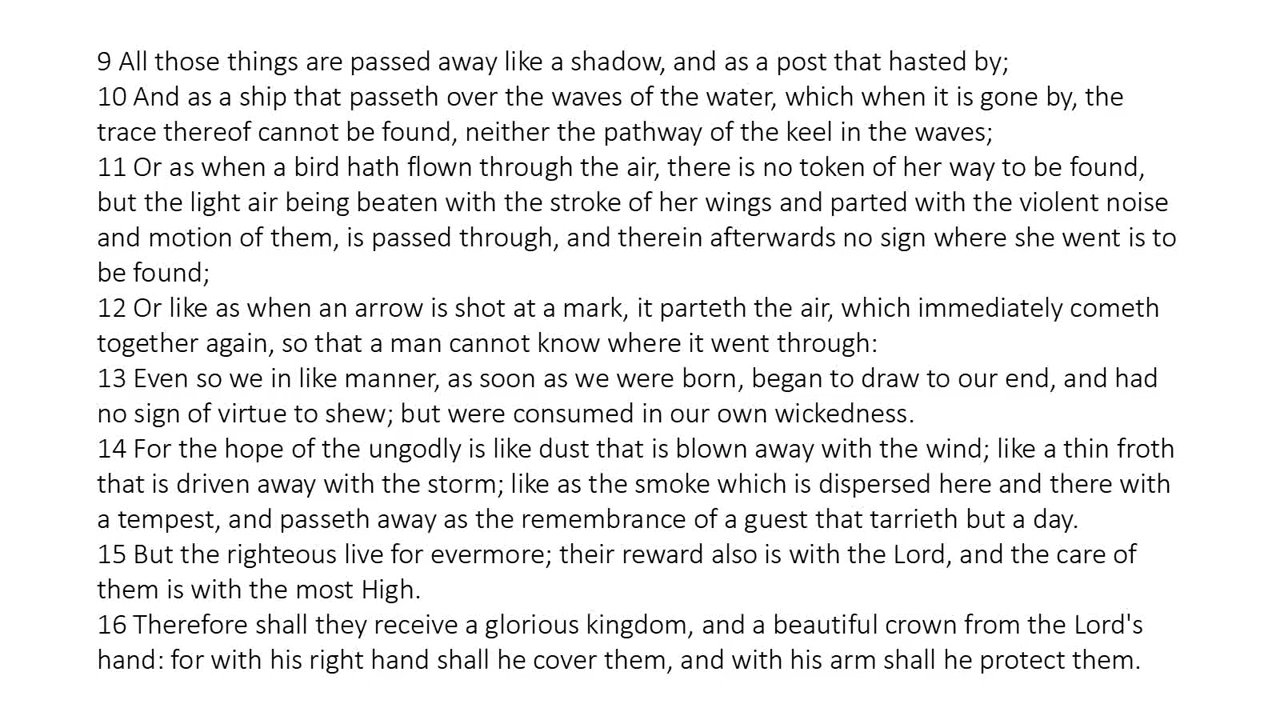 9 All those things are passed away like a shadow, and as a post that hasted by;
10 And as a ship that passeth over the waves of the water, which when it is gone by, the
trace thereof cannot be found, neither the pathway of the keel in the waves;
11 Or as when a bird hath flown through the air, there is no token of her way to be found,
but the light air being beaten with the stroke of her wings and parted with the violent noise
and motion of them, is passed through, and therein afterwards no sign where she went is to
be found;
12 Or like as when an arrow is shot at a mark, it parteth the air, which immediately cometh
together again, so that a man cannot know where it went through:
13 Even so we in like manner, as soon as we were born, began to draw to our end, and had
no sign of virtue to shew; but were consumed in our own wickedness.
14 For the hope of the ungodly is like dust that is blown away with the wind; like a thin froth
that is driven away with the storm; like as the smoke which is dispersed here and there with
a tempest, and passeth away as the remembrance of a guest that tarrieth but a day.
15 But the righteous live for evermore; their reward also is with the Lord, and the care of
them is with the most High.
16 Therefore shall they receive a glorious kingdom, and a beautiful crown from the Lord's
hand: for with his right hand shall he cover them, and with his arm shall he protect them.